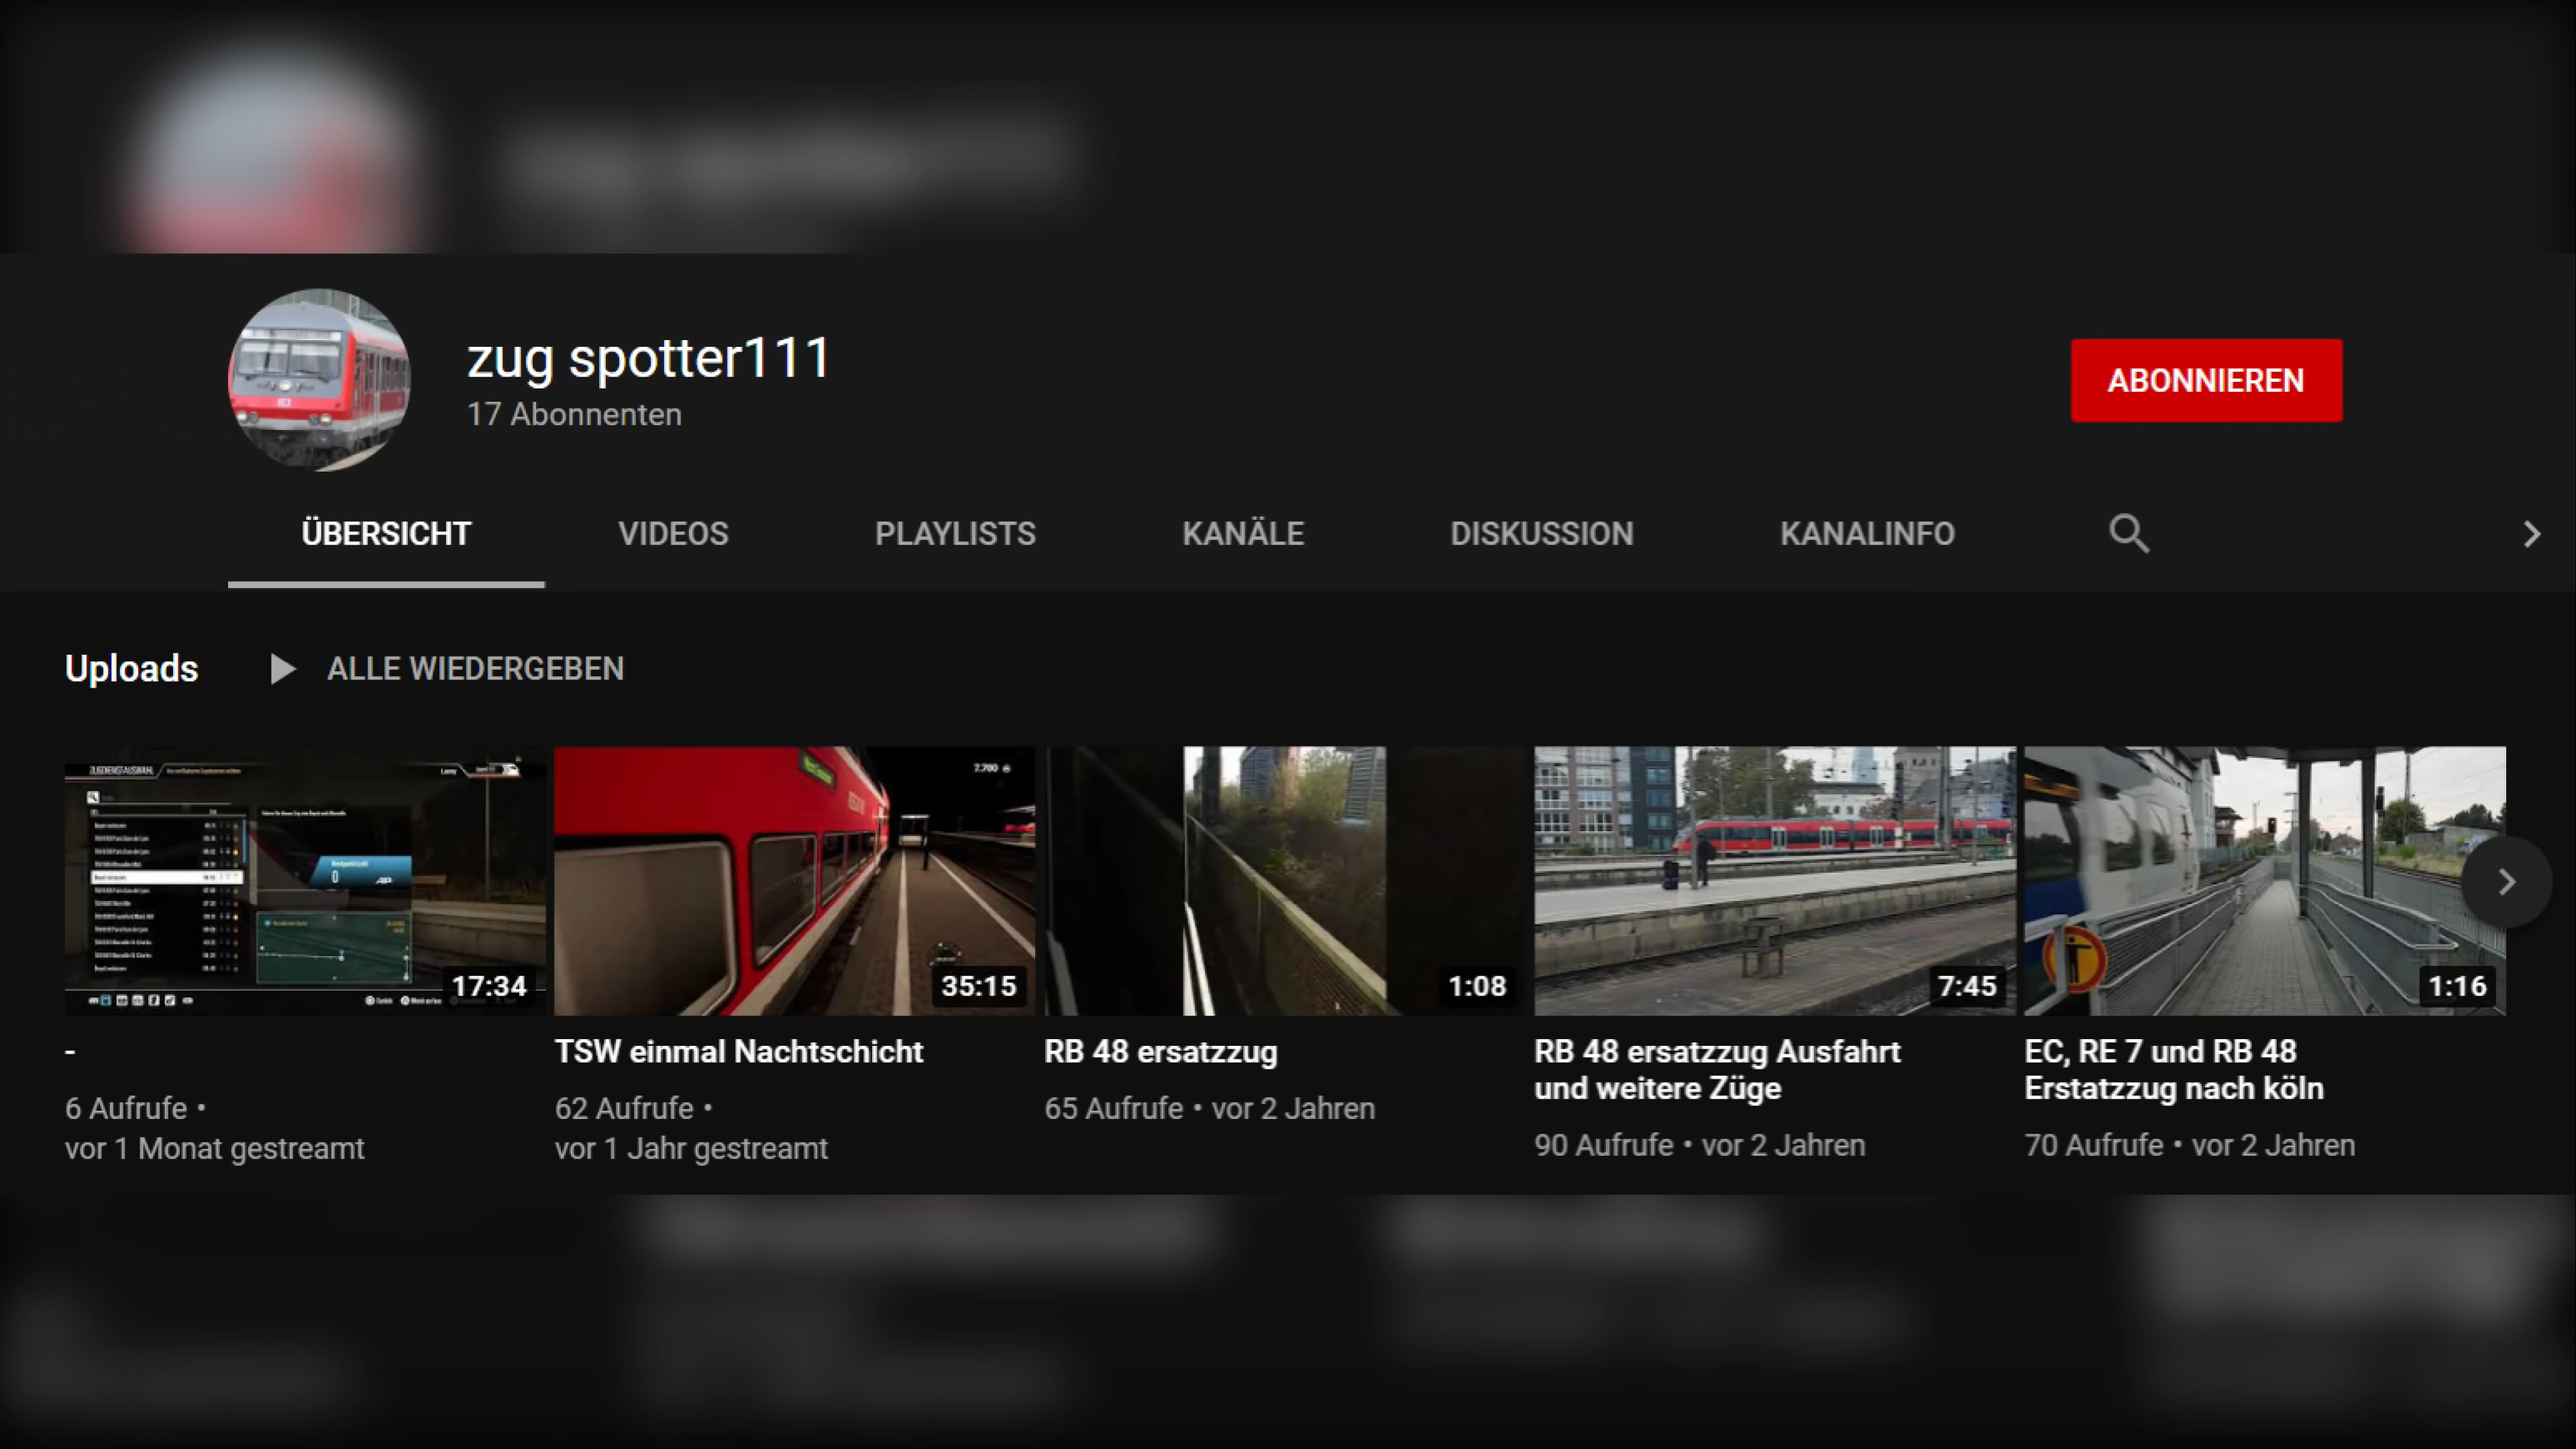 zug spotter111
17 Abonnenten
ABONNIEREN
ÜBERSICHT
VIDEOS
PLAYLISTS
KANÄLE
DISKUSSION
KANALINFO
Uploads
ALLE WIEDERGEBEN
ZUGDIENSTAUSWAHL
17:34
7.700
35:15
1:08
7:45
1:16
-
6 Aufrufe •
vor 1 Monat gestreamt
TSW einmal Nachtschicht
62 Aufrufe •
vor 1 Jahr gestreamt
RB 48 ersatzzug
65 Aufrufe • vor 2 Jahren
RB 48 ersatzzug Ausfahrt
und weitere Züge
90 Aufrufe • vor 2 Jahren
EC, RE 7 und RB 48
Erstatzzug nach köln
70 Aufrufe • vor 2 Jahren